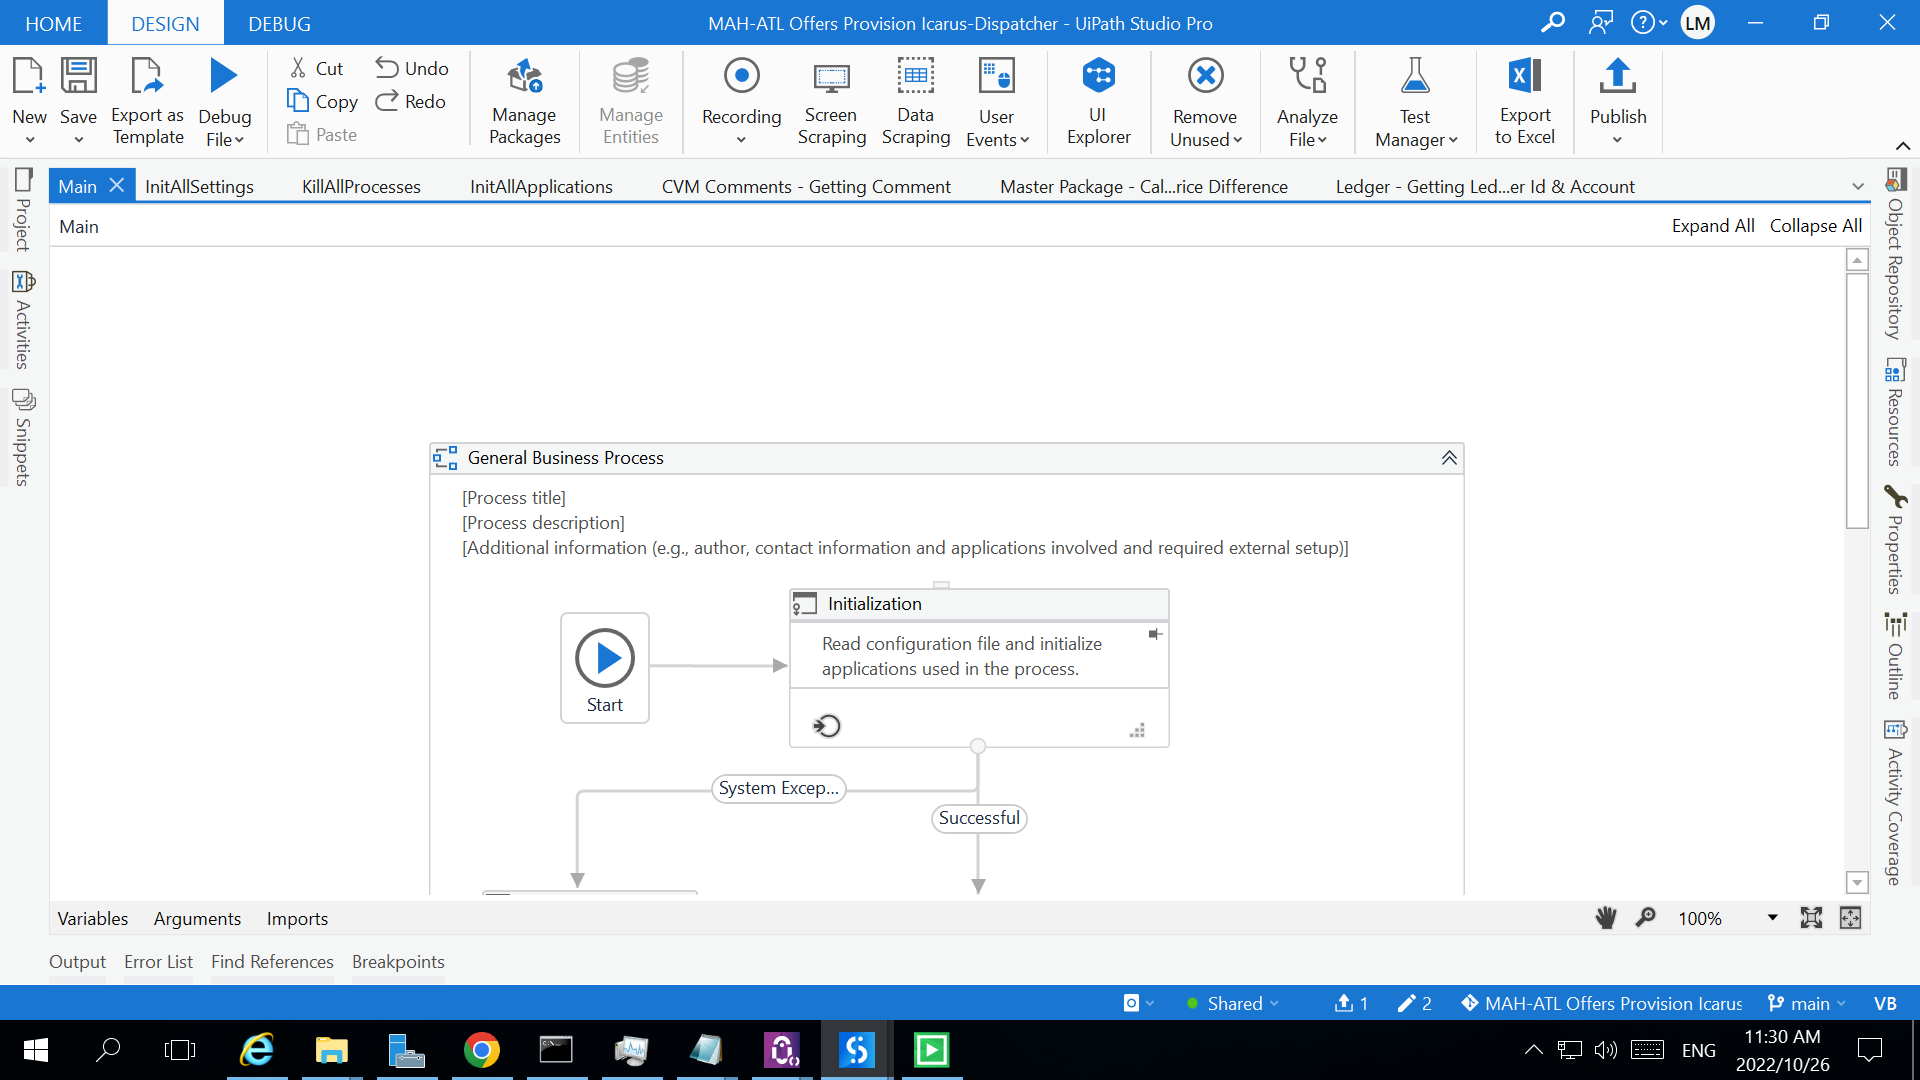 HOME DESIGN DEBUG MAH-ATL Offers Provision Icarus-Dispatcher - UiPath Studio Pro LM
New
Save
Export as Template
Debug File
Cut
Copy
Paste
Undo
Redo
Manage Packages
Manage Entities
Recording
Screen Scraping
Data Scraping
User Events
UI Explorer
Remove Unused
Analyze File
Test Manager
Export to Excel
Publish
Main InitAllSettings KillAllProcesses InitAllApplications CVM Comments - Getting Comment Master Package - Cal...rice Difference Ledger - Getting Led...er Id & Account
Main Expand All Collapse All
Project
Activities
Snippets
Object Repository
Resources
Properties
Outline
Activity Coverage
General Business Process
[Process title]
[Process description]
[Additional information (e.g., author, contact information and applications involved and required external setup)]
Start
Initialization
Read configuration file and initialize
applications used in the process.
System Excep...
Successful
Variables Arguments Imports 100%
Output Error List Find References Breakpoints
Shared 1 2 MAH-ATL Offers Provision Icarus main VB
ENG
11:30 AM
2022/10/26